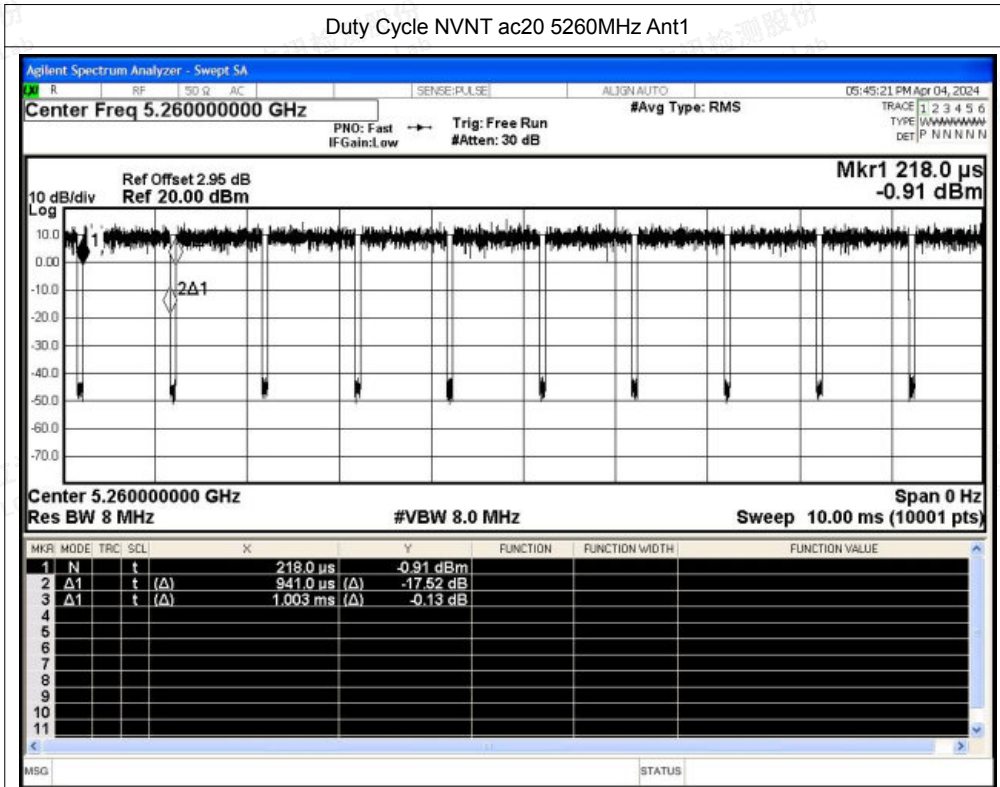 Duty Cycle NVNT ac20 5260MHz Ant1
Agilent Spectrum Analyzer - Swept SA
R RF 50 Ω AC SENSE:PULSE ALIGN AUTO 05:45:21 PM Apr 04, 2024
Center Freq 5.260000000 GHz #Avg Type: RMS TRACE 1 2 3 4 5 6
PNO: Fast Trig: Free Run TYPE WWWWWW
IFGain:Low #Atten: 30 dB DET P N N N N N
Mkr1 218.0 µs
Ref Offset 2.95 dB
10 dB/div Ref 20.00 dBm -0.91 dBm
Log
10.0
1
0.00
-10.0
2Δ1
-20.0
-30.0
-40.0
-50.0
-60.0
-70.0
Center 5.260000000 GHz Span 0 Hz
Res BW 8 MHz #VBW 8.0 MHz Sweep 10.00 ms (10001 pts)
MKR MODE TRC SCL X Y FUNCTION FUNCTION WIDTH FUNCTION VALUE
1 N t 218.0 µs -0.91 dBm
2 Δ1 t (Δ) 941.0 µs (Δ) -17.52 dB
3 Δ1 t (Δ) 1.003 ms (Δ) -0.13 dB
4
5
6
7
8
9
10
11
MSG STATUS